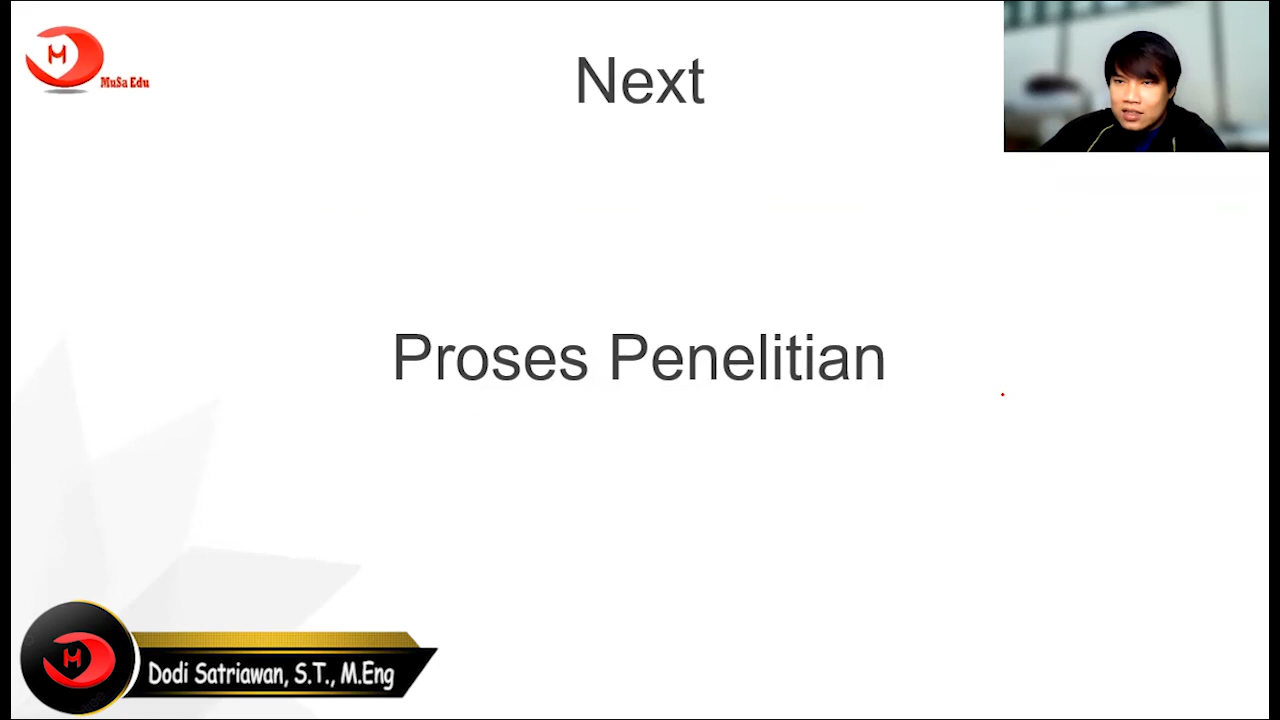 MuSa Edu
Next
Proses Penelitian
Dodi Satriawan, S.T., M.Eng